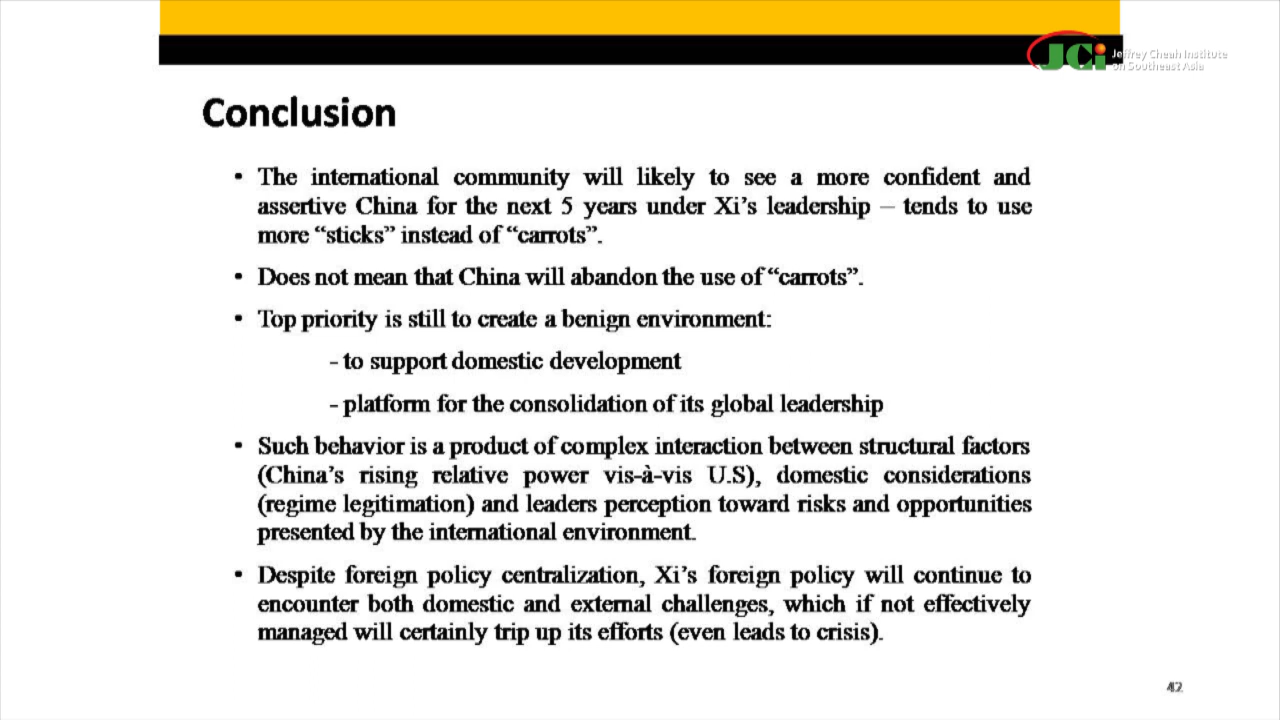 JCi Jeffrey Cheah Institute
on Southeast Asia
Conclusion
• The international community will likely to see a more confident and
assertive China for the next 5 years under Xi’s leadership – tends to use
more “sticks” instead of “carrots”.
• Does not mean that China will abandon the use of “carrots”.
• Top priority is still to create a benign environment:
- to support domestic development
- platform for the consolidation of its global leadership
• Such behavior is a product of complex interaction between structural factors
(China’s rising relative power vis-à-vis U.S), domestic considerations
(regime legitimation) and leaders perception toward risks and opportunities
presented by the international environment.
• Despite foreign policy centralization, Xi’s foreign policy will continue to
encounter both domestic and external challenges, which if not effectively
managed will certainly trip up its efforts (even leads to crisis).
42